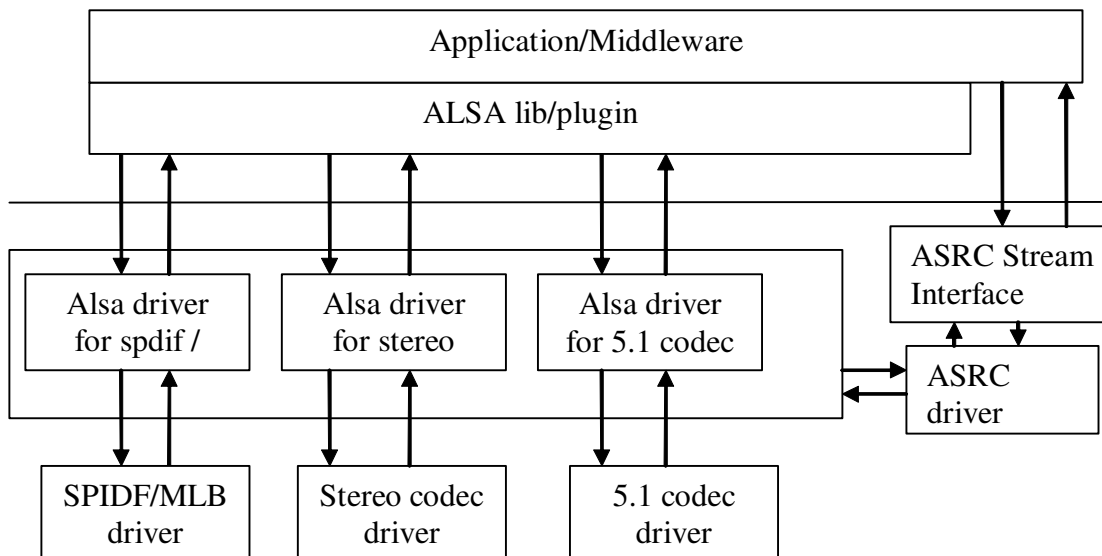 Application/Middleware
ALSA lib/plugin
ASRC Stream
Interface
Alsa driver
for spdif /
Alsa driver
for stereo
Alsa driver
for 5.1 codec
ASRC
driver
SPIDF/MLB
driver
Stereo codec
driver
5.1 codec
driver